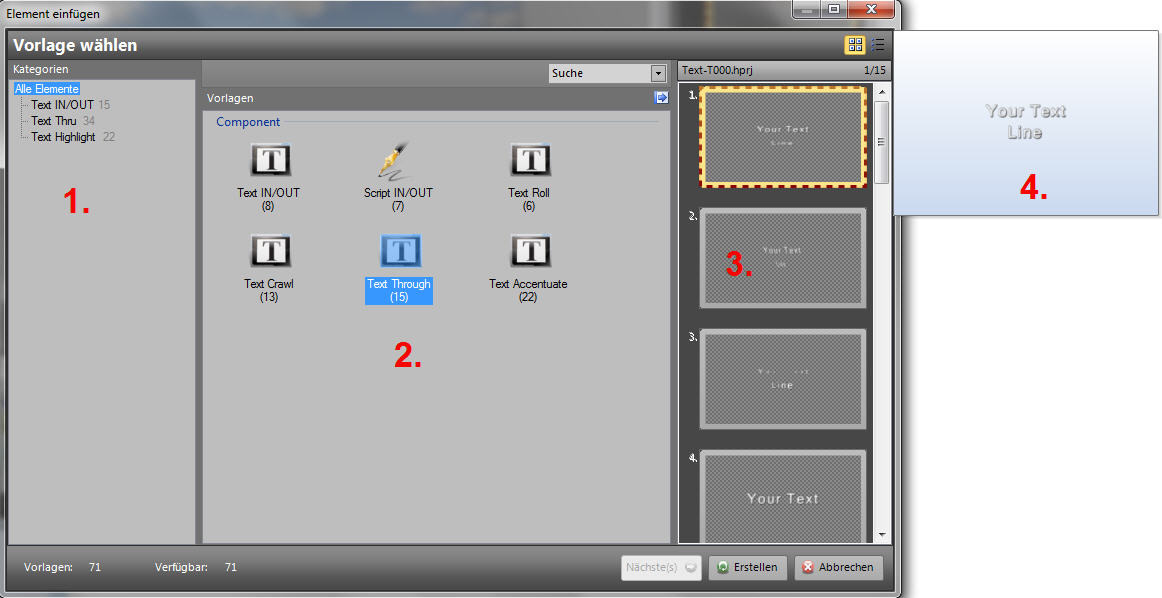 Element einfügen
Vorlage wählen
Kategorien
Alle Elemente
Text IN/OUT 15
Text Thru 34
Text Highlight 22
1.
Suche
Vorlagen
Component
Text IN/OUT
(8)
Script IN/OUT
(7)
Text Roll
(6)
Text Crawl
(13)
Text Through
(15)
Text Accentuate
(22)
2.
Text-T000.hprj 1/15
1.
Your Text
Line
2.
Your Text
3.
3.
Line
4.
Your Text
Your Text
Line
4.
Vorlagen: 71 Verfügbar: 71
Nächste(s)
Erstellen
Abbrechen